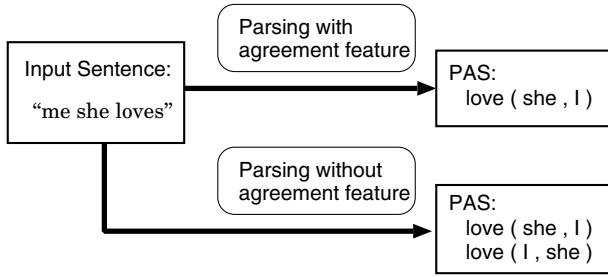 Parsing with
agreement feature
Input Sentence:
“me she loves”
PAS:
love ( she , I )
Parsing without
agreement feature
PAS:
love ( she , I )
love ( I , she )